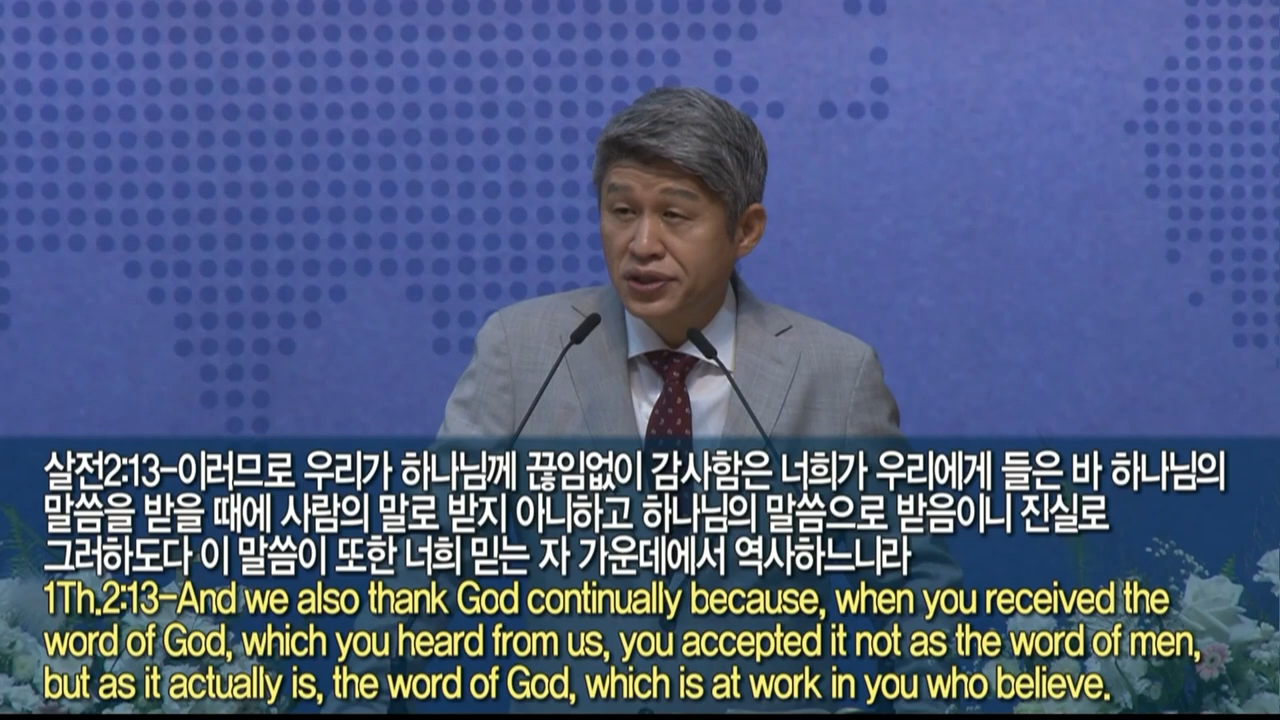 살전2:13-이러므로 우리가 하나님께 끊임없이 감사함은 너희가 우리에게 들은 바 하나님의
말씀을 받을 때에 사람의 말로 받지 아니하고 하나님의 말씀으로 받음이니 진실로
그러하도다 이 말씀이 또한 너희 믿는 자 가운데에서 역사하느니라
1Th.2:13-And we also thank God continually because, when you received the
word of God, which you heard from us, you accepted it not as the word of men,
but as it actually is, the word of God, which is at work in you who believe.